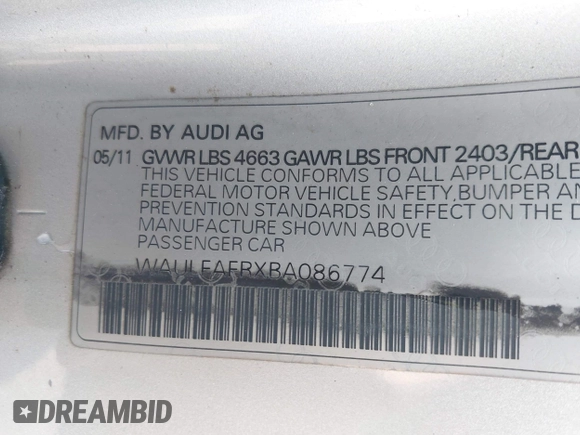 MFD. BY AUDI AG
05/11 GVWR LBS 4663 GAWR LBS FRONT 2403/REAR
THIS VEHICLE CONFORMS TO ALL APPLICABLE
FEDERAL MOTOR VEHICLE SAFETY, BUMPER AN
PREVENTION STANDARDS IN EFFECT ON THE D
MANUFACTURE SHOWN ABOVE
PASSENGER CAR
WAULFAFRXBA086774
DREAMBID